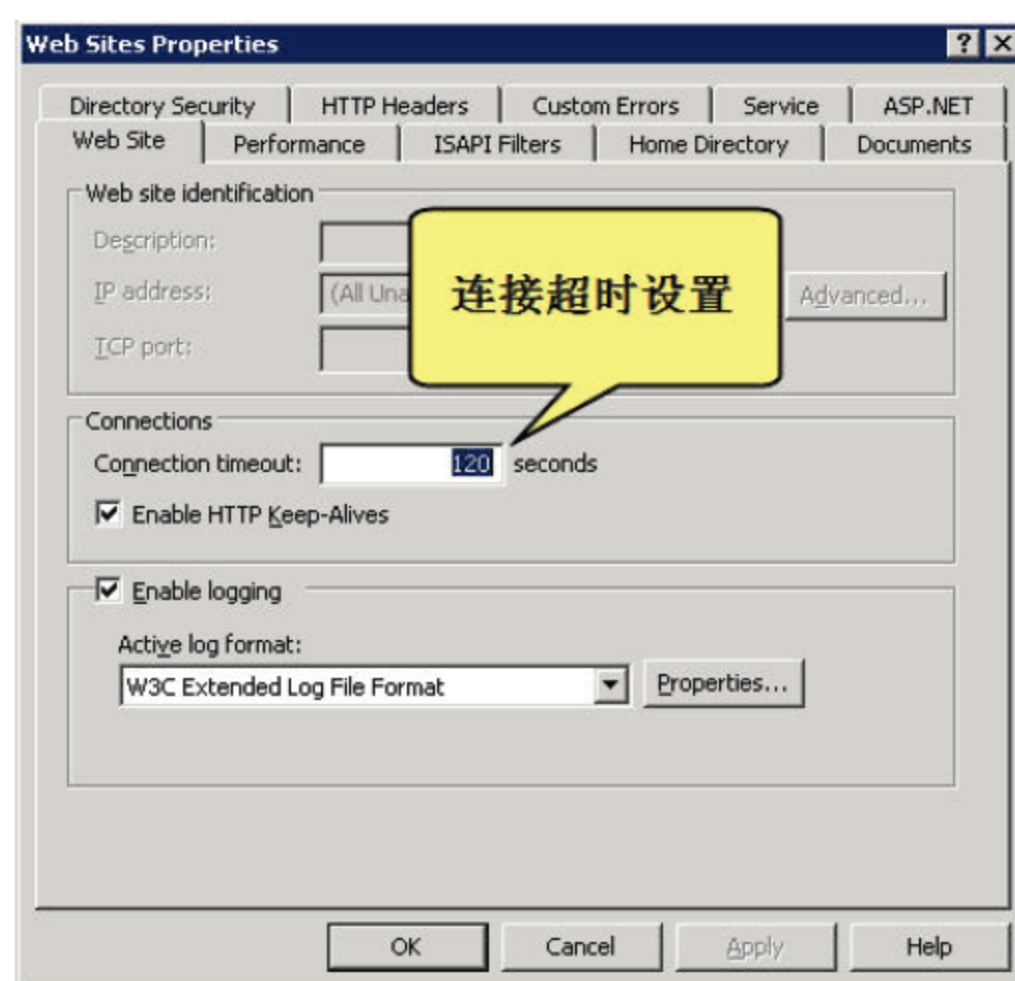 Web Sites Properties
Directory Security HTTP Headers Custom Errors Service ASP.NET
Web Site Performance ISAPI Filters Home Directory Documents
Web site identification
Description:
连接超时设置
IP address: (All Una Advanced...
TCP port:
Connections
Connection timeout: 120 seconds
Enable HTTP Keep-Alives
Enable logging
Active log format:
W3C Extended Log File Format Properties...
OK Cancel Apply Help